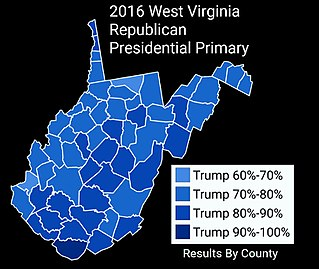 2016 West Virginia
Republican
Presidential Primary
Trump 60%-70%
Trump 70%-80%
Trump 80%-90%
Trump 90%-100%
Results By County